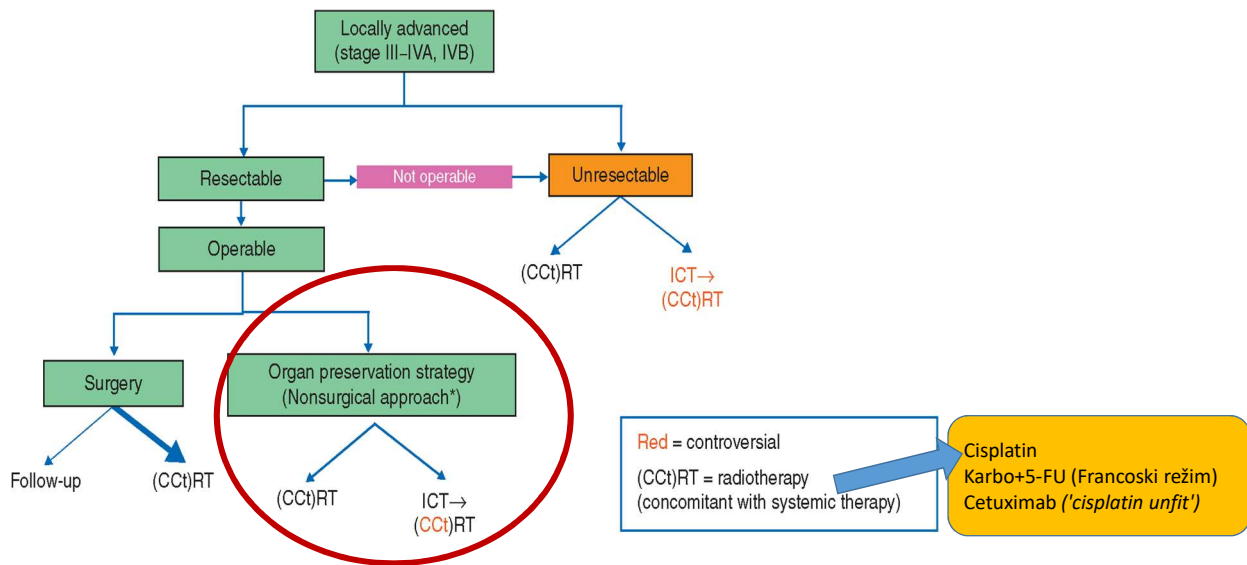 Locally advanced
(stage III–IVA, IVB)
Resectable
Not operable
Unresectable
Operable
(CCt)RT
ICT→
(CCt)RT
Surgery
Organ preservation strategy
(Nonsurgical approach*)
Follow-up
(CCt)RT
(CCt)RT
ICT→
(CCt)RT
Red = controversial
(CCt)RT = radiotherapy
(concomitant with systemic therapy)
Cisplatin
Karbo+5-FU (Francoski režim)
Cetuximab ('cisplatin unfit')